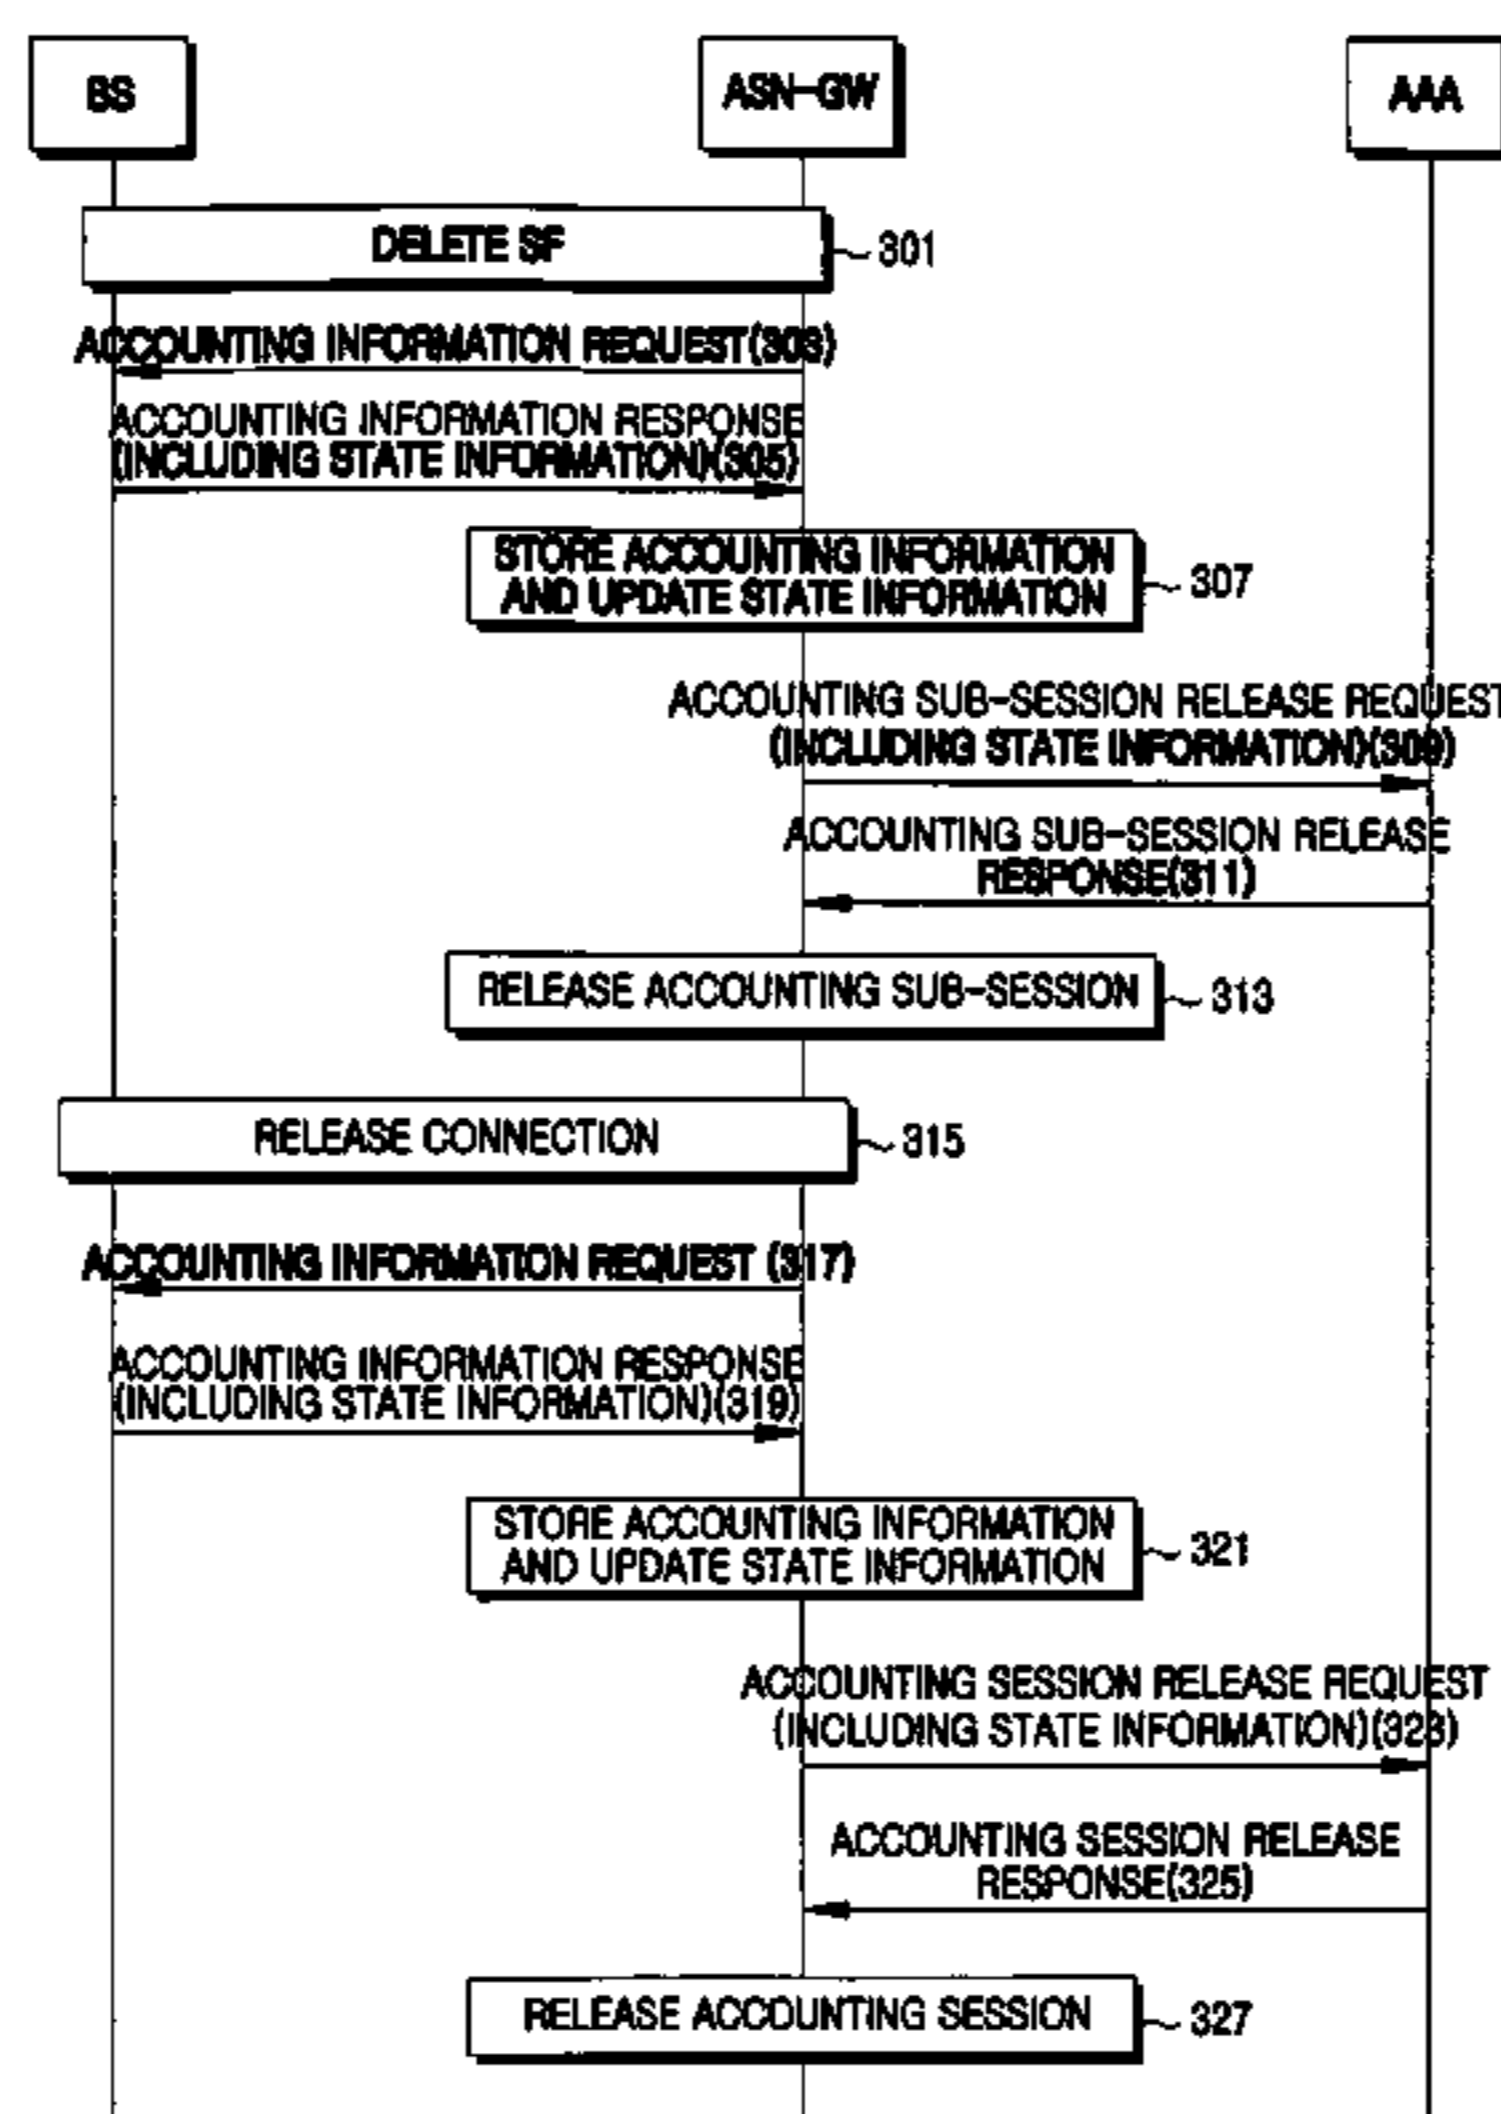 BS
ASN-GW
AAA
DELETE SF
301
ACCOUNTING INFORMATION REQUEST(303)
ACCOUNTING INFORMATION RESPONSE
(INCLUDING STATE INFORMATION)(305)
STORE ACCOUNTING INFORMATION
AND UPDATE STATE INFORMATION
307
ACCOUNTING SUB-SESSION RELEASE REQUEST
(INCLUDING STATE INFORMATION)(309)
ACCOUNTING SUB-SESSION RELEASE
RESPONSE(311)
RELEASE ACCOUNTING SUB-SESSION
313
RELEASE CONNECTION
315
ACCOUNTING INFORMATION REQUEST (317)
ACCOUNTING INFORMATION RESPONSE
(INCLUDING STATE INFORMATION)(319)
STORE ACCOUNTING INFORMATION
AND UPDATE STATE INFORMATION
321
ACCOUNTING SESSION RELEASE REQUEST
(INCLUDING STATE INFORMATION)(323)
ACCOUNTING SESSION RELEASE
RESPONSE(325)
RELEASE ACCOUNTING SESSION
327